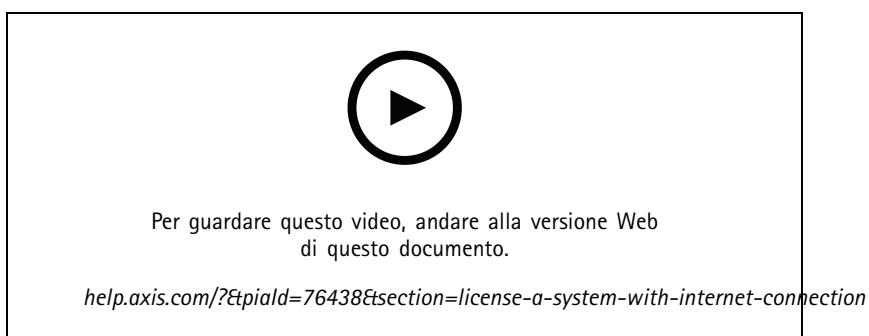 Per guardare questo video, andare alla versione Web
di questo documento.
help.axis.com/?&piaId=76438&section=license-a-system-with-internet-connection